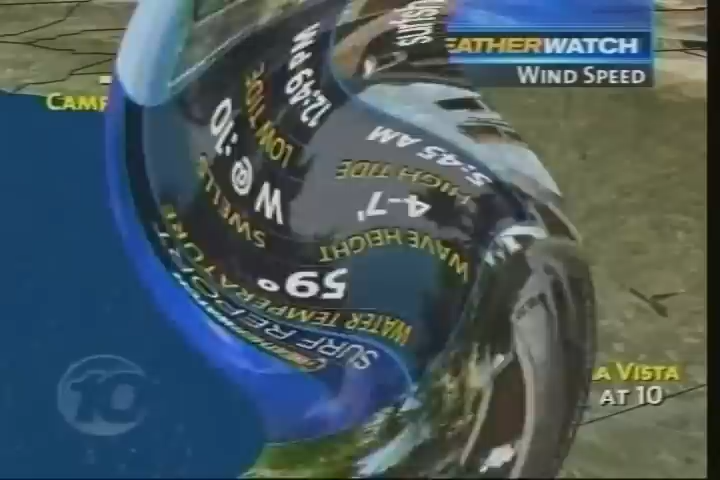 EATHERWATCH
WIND SPEED
CAMP
SURF REPORT
WATER TEMPERATURE
59°
WAVE HEIGHT
4-7'
SWELLS
W @ :10
HIGH TIDE
5:45 AM
LOW TIDE
12:49 PM
A VISTA
AT 10
10